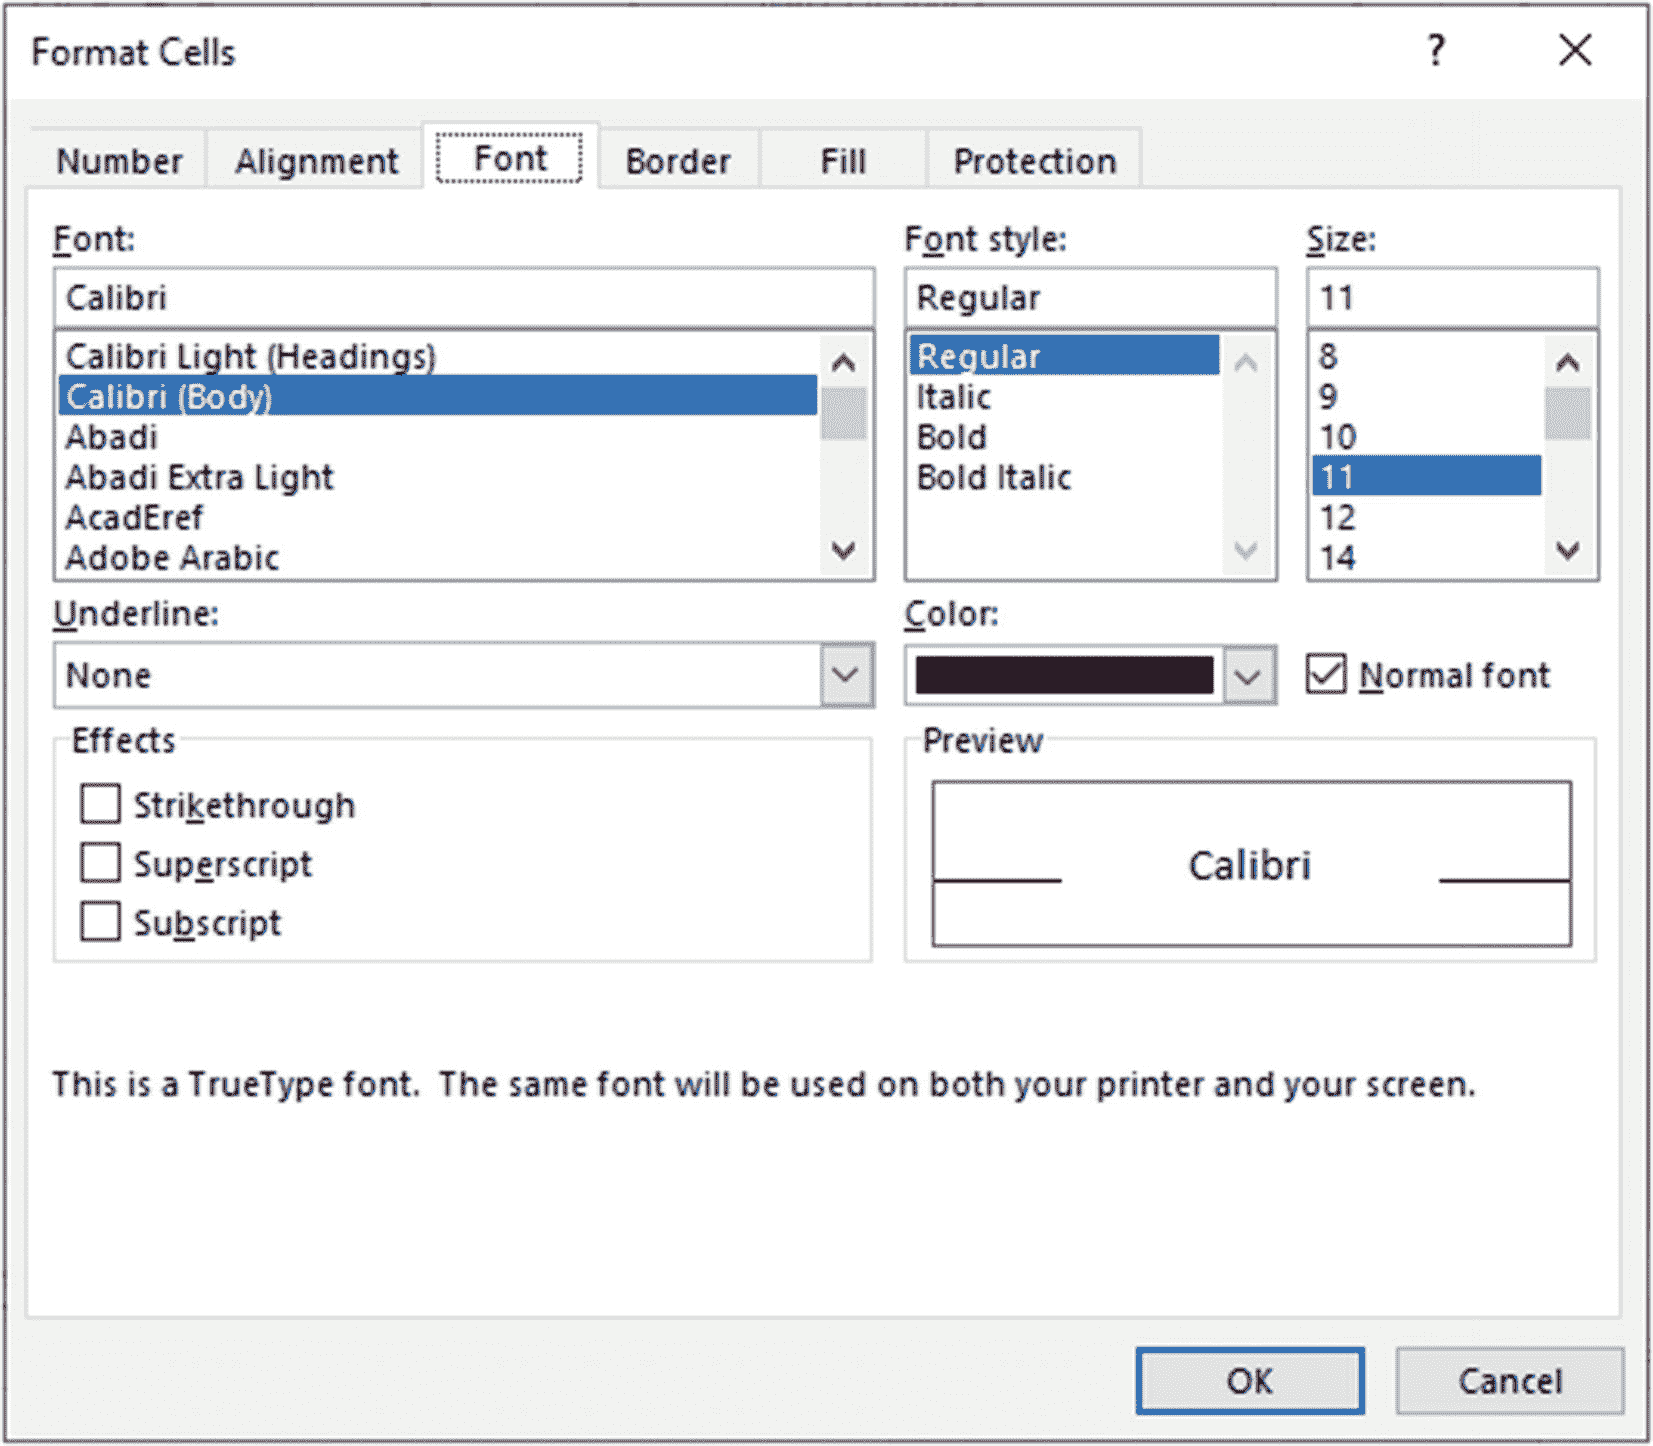 Format Cells ?
Number Alignment Font Border Fill Protection
Font: Font style: Size:
Calibri Regular 11
Calibri Light (Headings) Regular 8
Calibri (Body) Italic 9
Abadi Bold 10
Abadi Extra Light Bold Italic 11
AcadEref 12
Adobe Arabic 14
Underline: Color:
None Normal font
Effects Preview
Strikethrough
Superscript Calibri
Subscript
This is a TrueType font. The same font will be used on both your printer and your screen.
OK Cancel